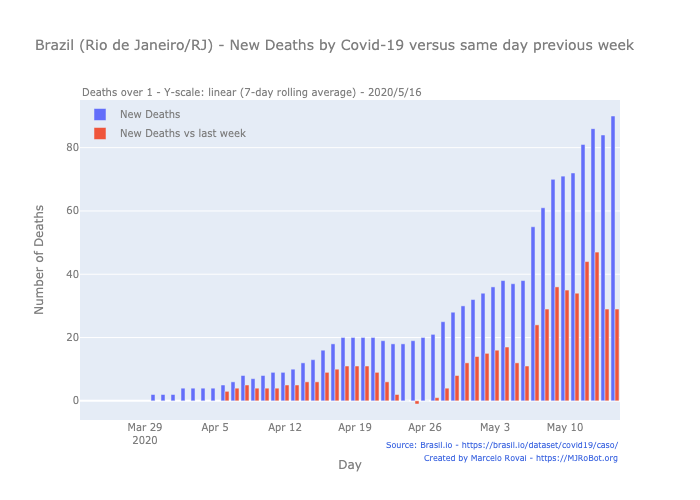 Brazil (Rio de Janeiro/RJ) - New Deaths by Covid-19 versus same day previous week
Deaths over 1 - Y-scale: linear (7-day rolling average) - 2020/5/16
New Deaths
New Deaths vs last week
80
60
40
20
0
Number of Deaths
Mar 29 Apr 5 Apr 12 Apr 19 Apr 26 May 3 May 10
2020
Day
Source: Brasil.io - https://brasil.io/dataset/covid19/caso/
Created by Marcelo Rovai - https://MJRoBot.org